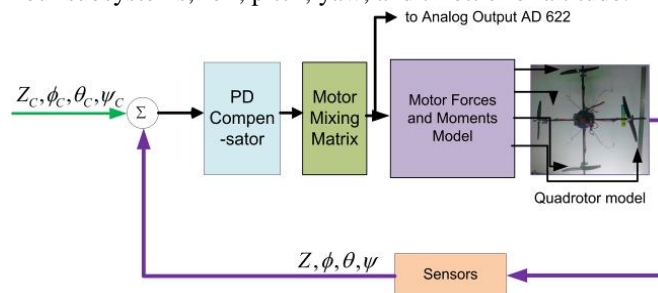 to Analog Output AD 622
Z_C, ϕ_C, θ_C, ψ_C
Σ
PD
Compen
-sator
Motor
Mixing
Matrix
Motor Forces
and Moments
Model
Quadrotor model
Z, ϕ, θ, ψ
Sensors